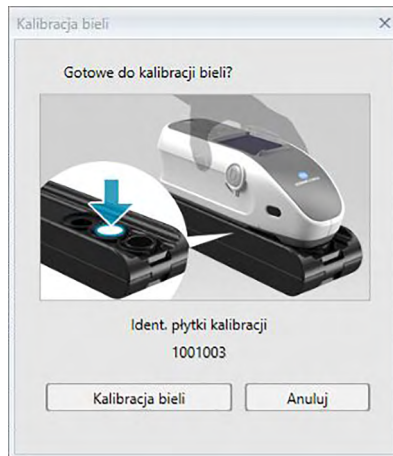 Kalibracja bieli
Gotowe do kalibracji bieli?
Ident. płytki kalibracji
1001003
Kalibracja bieli
Anuluj